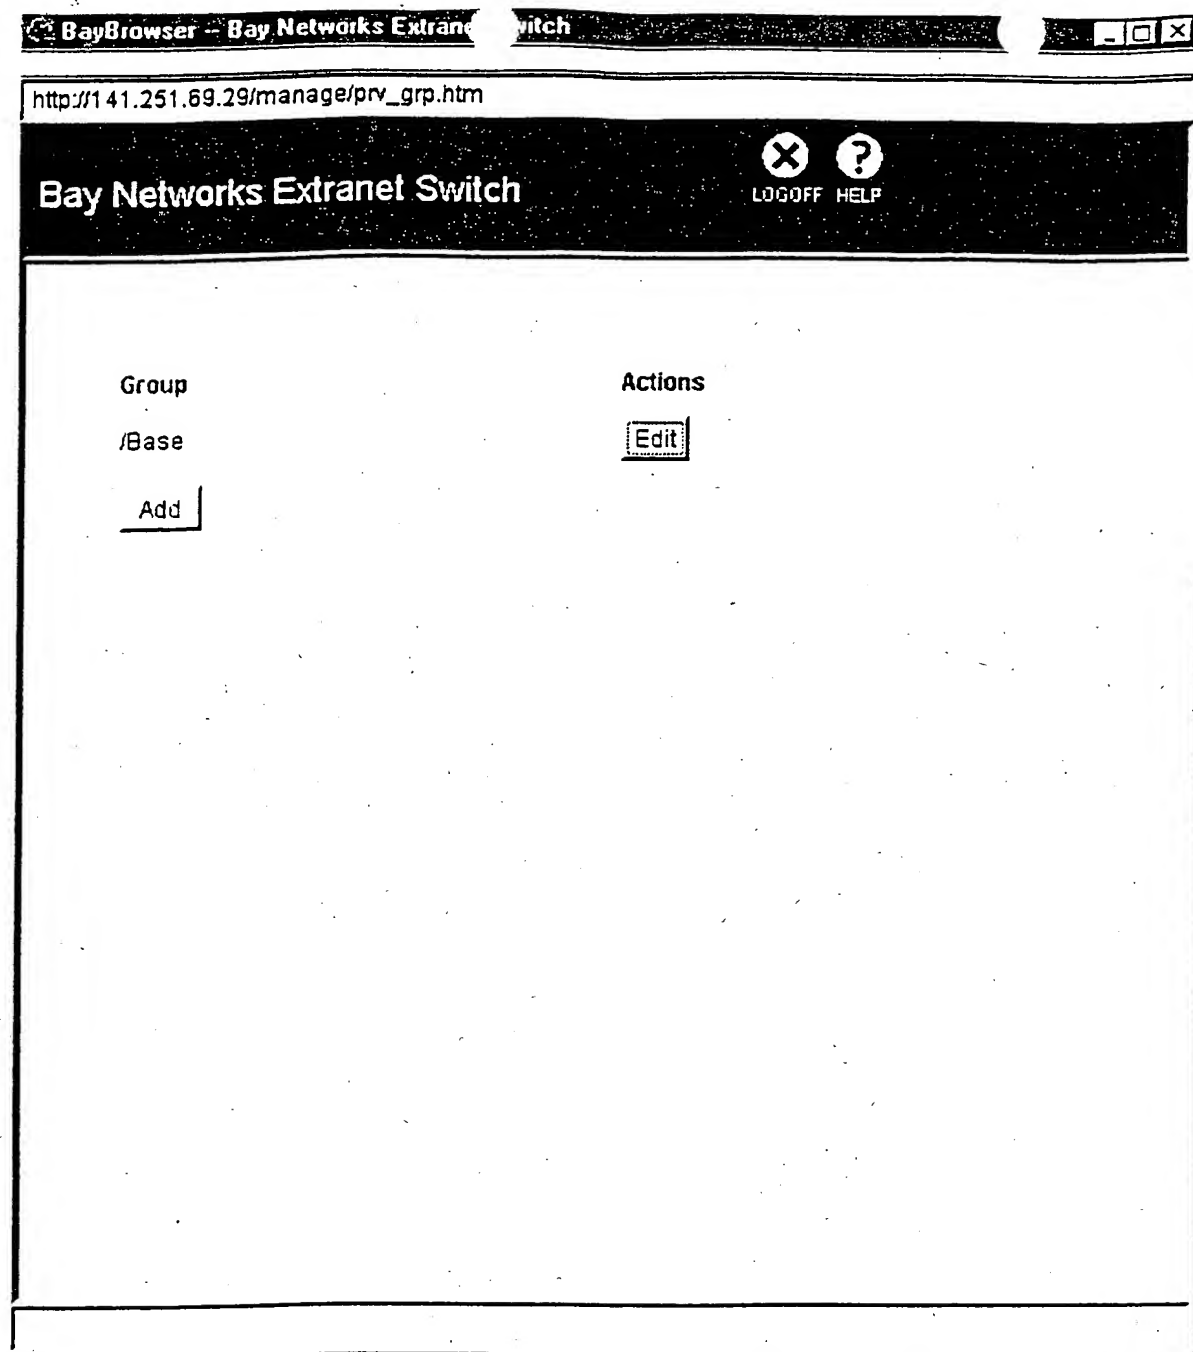 BayBrowser -- Bay Networks Extrane witch
http://141.251.69.29/manage/prv_grp.htm
Bay Networks Extranet Switch
LOGOFF HELP
Group Actions
/Base Edit
Add